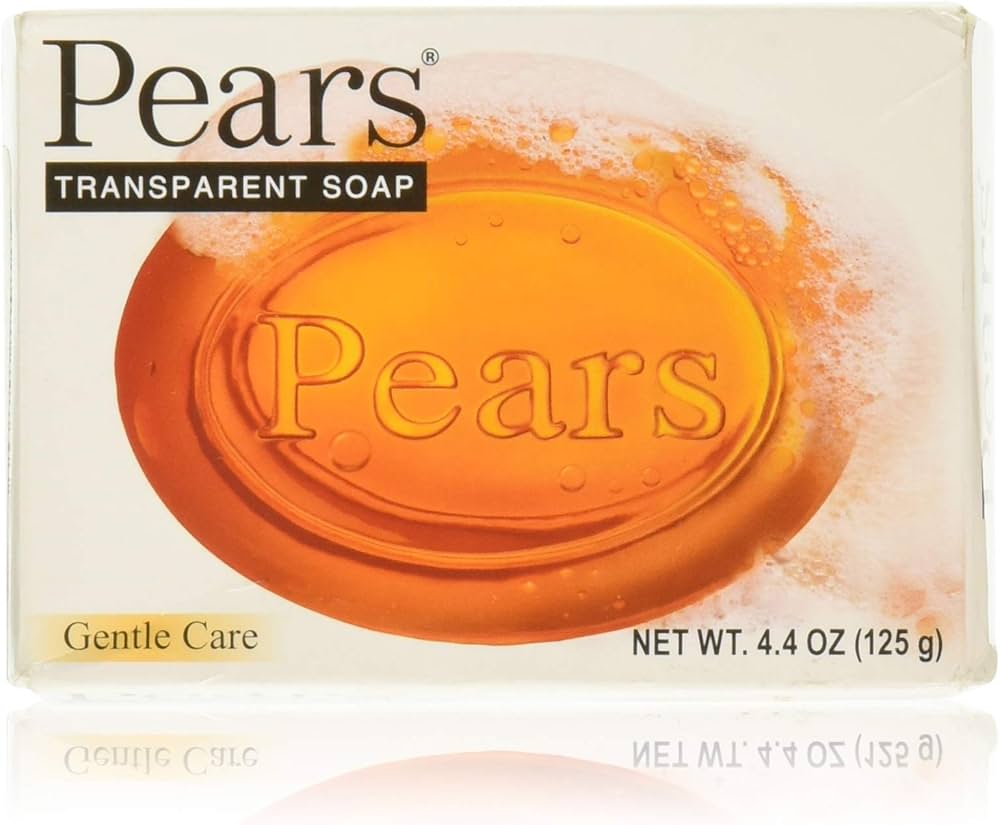 Pears®
TRANSPARENT SOAP
Pears
Gentle Care
NET WT. 4.4 OZ (125 g)